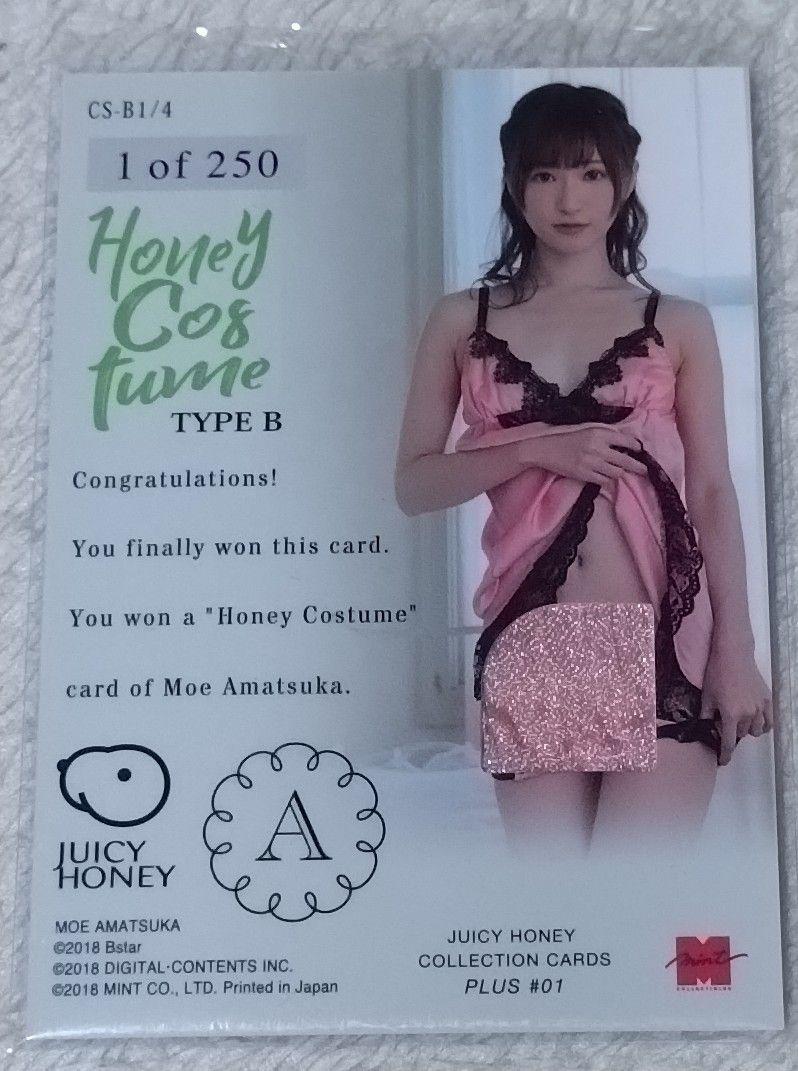 CS-B1/4
1 of 250
Honey
Cos
tume
TYPE B
Congratulations!
You finally won this card.
You won a "Honey Costume"
card of Moe Amatsuka.
JUICY
HONEY
A
MOE AMATSUKA
©2018 Bstar
©2018 DIGITAL·CONTENTS INC.
©2018 MINT CO., LTD. Printed in Japan
JUICY HONEY
COLLECTION CARDS
PLUS #01
M
mint